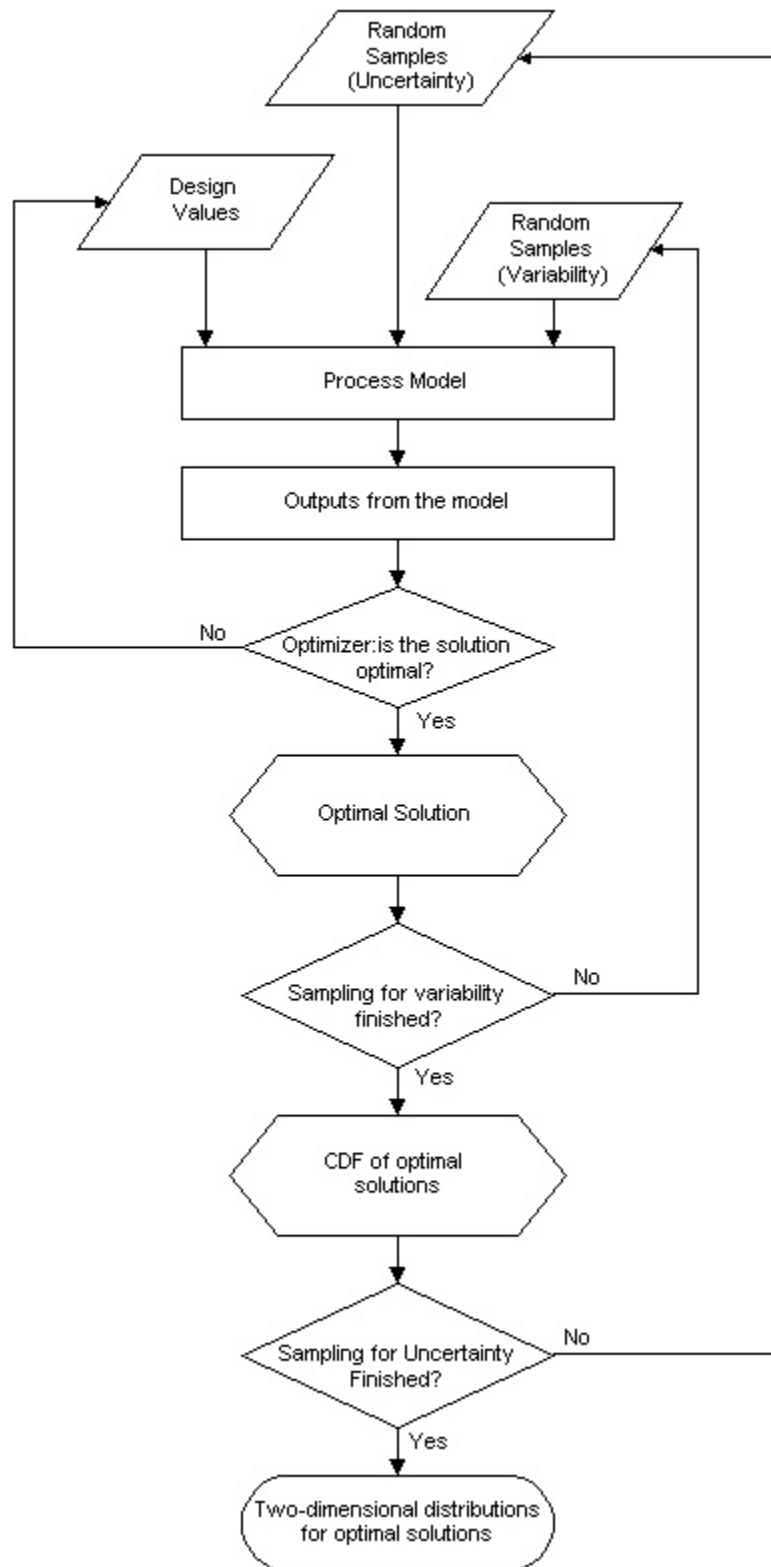 Random
Samples
(Uncertainty)
Design
Values
Random
Samples
(Variability)
Process Model
Outputs from the model
No
Optimizer:is the solution
optimal?
Yes
Optimal Solution
No
Sampling for variability
finished?
Yes
CDF of optimal
solutions
No
Sampling for Uncertainty
Finished?
Yes
Two-dimensional distributions
for optimal solutions